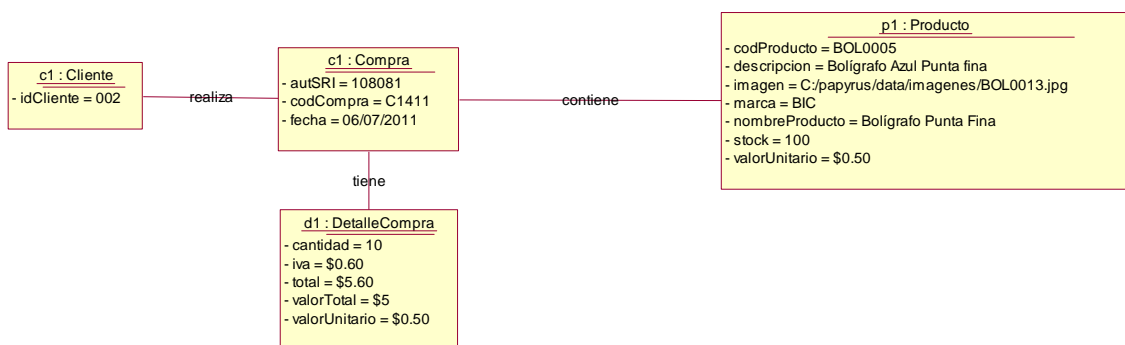 c1 : Cliente
- idCliente = 002
realiza
c1 : Compra
- autSRI = 108081
- codCompra = C1411
- fecha = 06/07/2011
contiene
p1 : Producto
- codProducto = BOL0005
- descripcion = Bolígrafo Azul Punta fina
- imagen = C:/papyrus/data/imagenes/BOL0013.jpg
- marca = BIC
- nombreProducto = Bolígrafo Punta Fina
- stock = 100
- valorUnitario = $0.50
tiene
d1 : DetalleCompra
- cantidad = 10
- iva = $0.60
- total = $5.60
- valorTotal = $5
- valorUnitario = $0.50